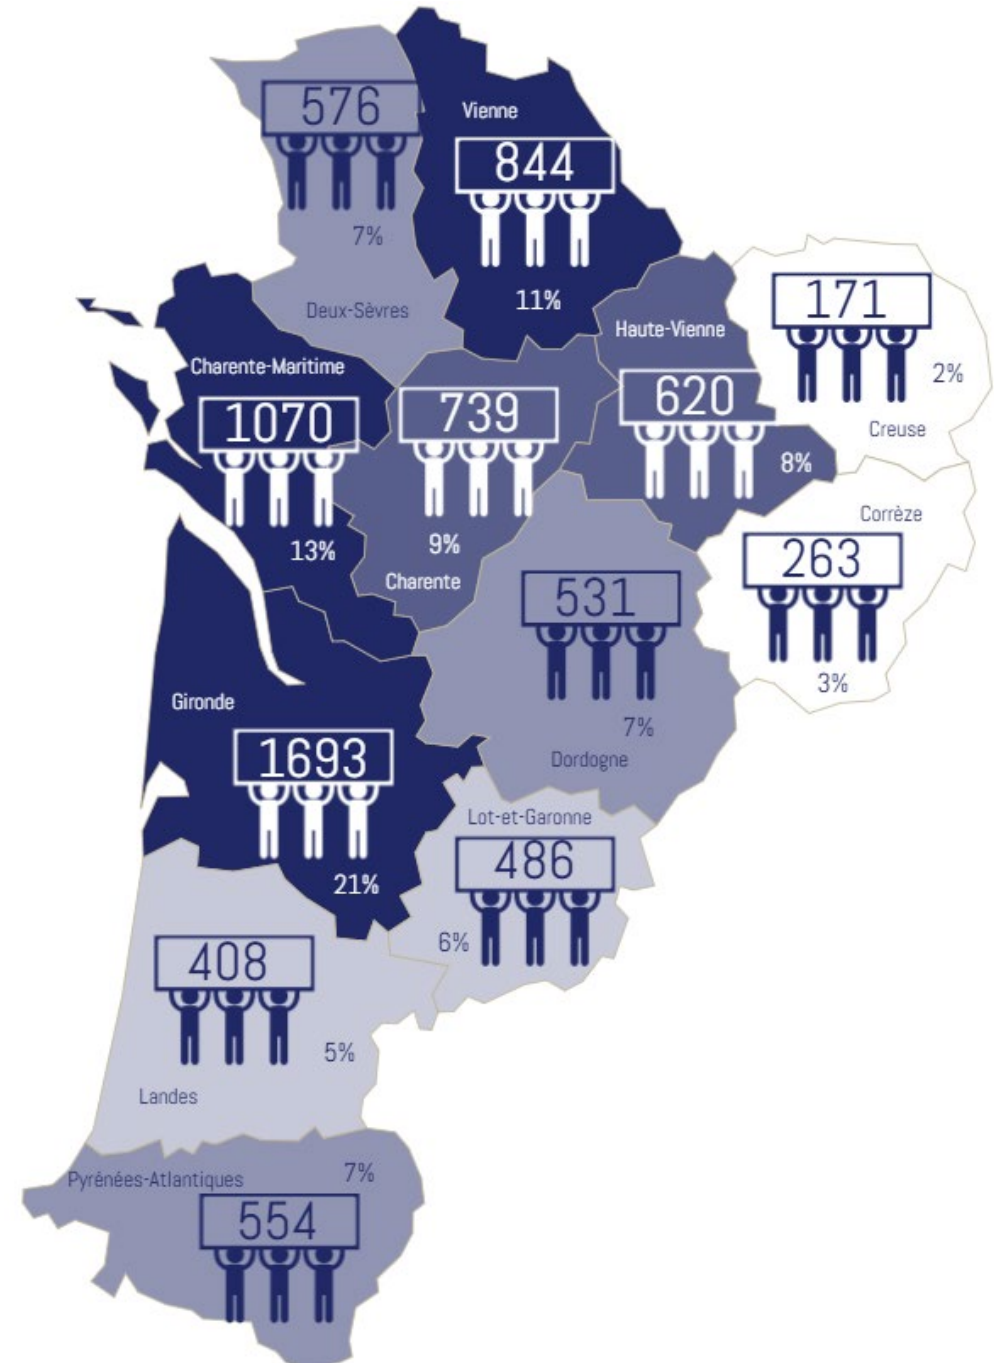 576
7%
Deux-Sèvres
Vienne
844
11%
Haute-Vienne
620
8%
171
2%
Creuse
Charente-Maritime
1070
13%
739
9%
Charente
Corrèze
263
3%
531
7%
Dordogne
Gironde
1693
21%
Lot-et-Garonne
486
6%
408
5%
Landes
Pyrénées-Atlantiques
7%
554